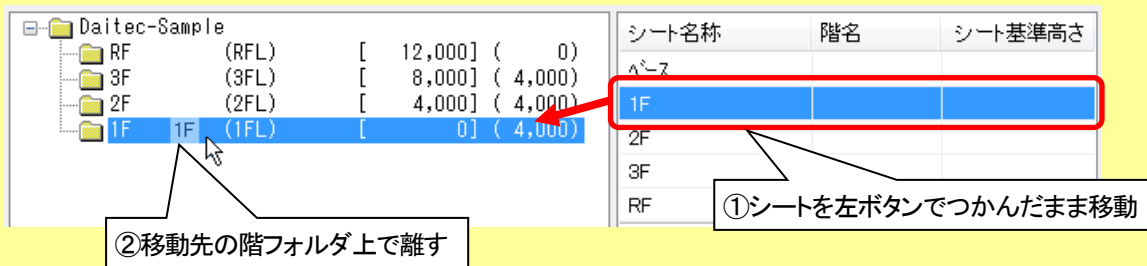 Daitec-Sample
RF (RFL) [ 12,000] ( 0)
3F (3FL) [ 8,000] ( 4,000)
2F (2FL) [ 4,000] ( 4,000)
1F 1F (1FL) [ 0] ( 4,000)
シート名称 階名 シート基準高さ
ﾍﾞｰｽ
1F
2F
3F
RF
①シートを左ボタンでつかんだまま移動
②移動先の階フォルダ上で離す